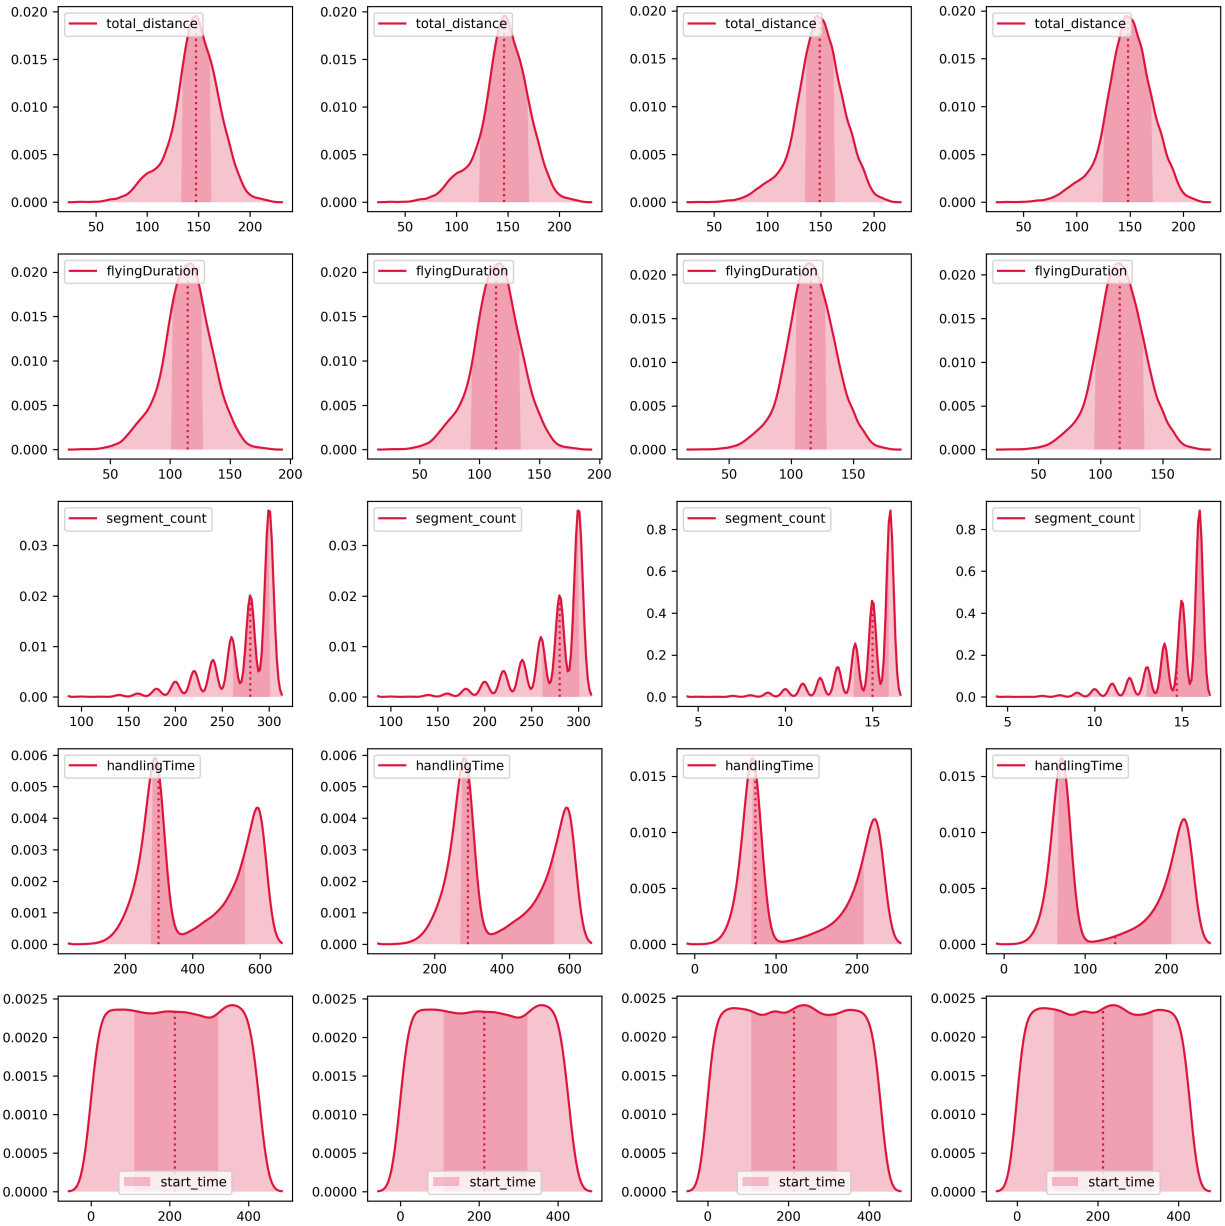 total_distance total_distance total_distance total_distance
0.020 0.020 0.020 0.020
0.015 0.015 0.015 0.015
0.010 0.010 0.010 0.010
0.005 0.005 0.005 0.005
0.000 0.000 0.000 0.000
50 100 150 200 50 100 150 200 50 100 150 200 50 100 150 200
flyingDuration flyingDuration flyingDuration flyingDuration
0.020 0.020 0.020 0.020
0.015 0.015 0.015 0.015
0.010 0.010 0.010 0.010
0.005 0.005 0.005 0.005
0.000 0.000 0.000 0.000
50 100 150 200 50 100 150 200 50 100 150 50 100 150
segment_count segment_count segment_count segment_count
0.03 0.03 0.8 0.8
0.02 0.02 0.6 0.6
0.01 0.01 0.4 0.4
0.00 0.00 0.2 0.2
0.0 0.0
100 150 200 250 300 100 150 200 250 300 5 10 15 5 10 15
handlingTime handlingTime handlingTime handlingTime
0.006 0.006 0.015 0.015
0.005 0.005 0.010 0.010
0.004 0.004 0.005 0.005
0.003 0.003 0.000 0.000
0.002 0.002
0.001 0.001
0.000 0.000
200 400 600 200 400 600 0 100 200 0 100 200
0.0025 0.0025 0.0025 0.0025
0.0020 0.0020 0.0020 0.0020
0.0015 0.0015 0.0015 0.0015
0.0010 0.0010 0.0010 0.0010
0.0005 0.0005 0.0005 0.0005
0.0000 0.0000 0.0000 0.0000
start_time start_time start_time start_time
0 200 400 0 200 400 0 200 400 0 200 400